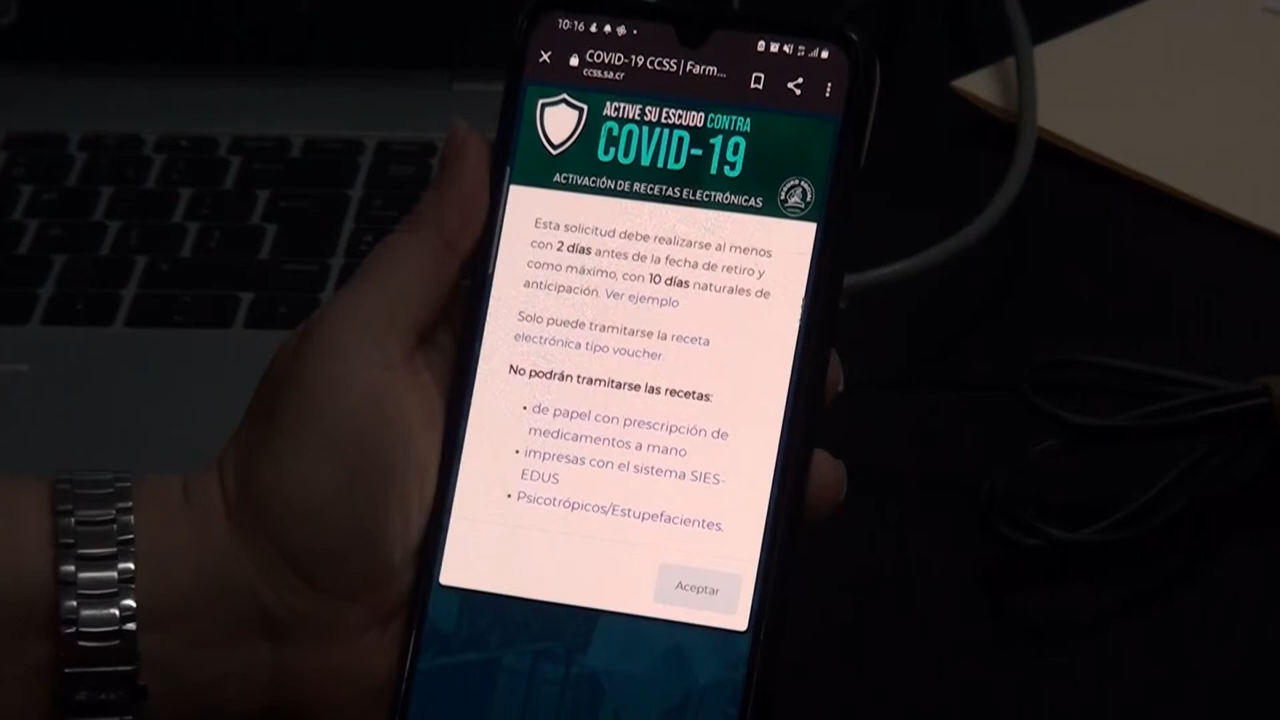 10:16
COVID-19 CCSS | Farm...
ccss.sa.cr
ACTIVE SU ESCUDO CONTRA
COVID-19
ACTIVACIÓN DE RECETAS ELECTRÓNICAS
Esta solicitud debe realizarse al menos
con 2 días antes de la fecha de retiro y
como máximo, con 10 días naturales de
anticipación. Ver ejemplo
Solo puede tramitarse la receta
electrónica tipo voucher
No podrán tramitarse las recetas:
• de papel con prescripción de
medicamentos a mano
• impresas con el sistema SIES-
EDUS
• Psicotrópicos/Estupefacientes.
Aceptar